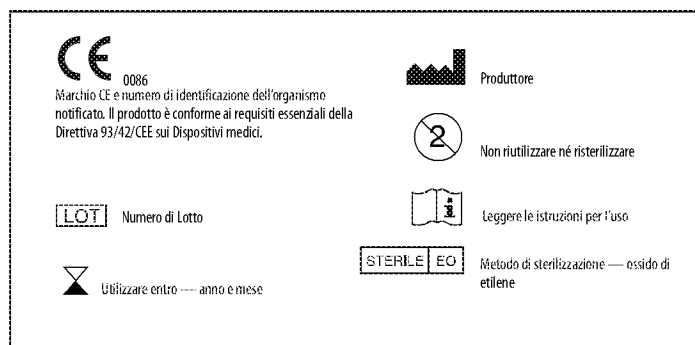 CE 0086
Marchio CE e numero di identificazione dell'organismo
notificato. Il prodotto è conforme ai requisiti essenziali della
Direttiva 93/42/CEE sui Dispositivi medici.
LOT Numero di Lotto
Utilizzare entro — anno e mese
Produttore
2 Non riutilizzare né risterilizzare
Leggere le istruzioni per l'uso
STERILE EO Metodo di sterilizzazione — ossido di
etilene